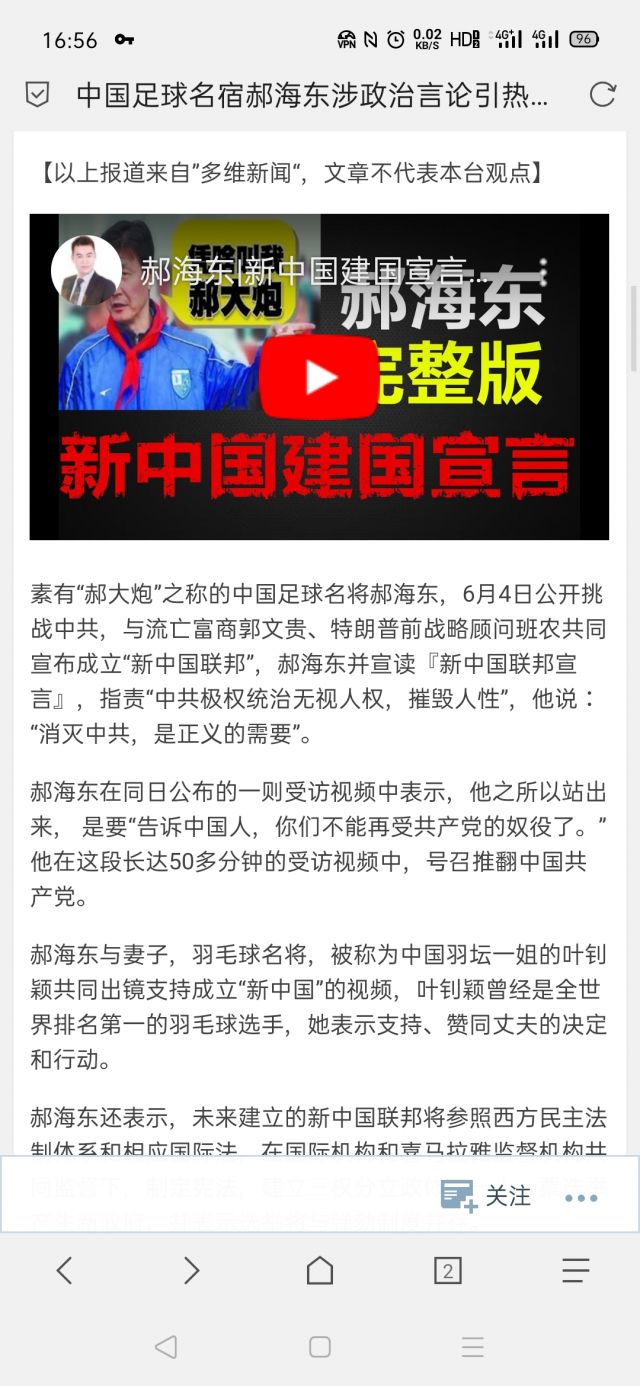 16:56
VPN
0.02
KB/S
HD
4G+
4G
96
中国足球名宿郝海东涉政治言论引热...
【以上报道来自”多维新闻“，文章不代表本台观点】
凭啥叫我
郝大炮
郝海东|新中国建国宣言...
郝海东
完整版
新中国建国宣言
素有“郝大炮”之称的中国足球名将郝海东，6月4日公开挑
战中共，与流亡富商郭文贵、特朗普前战略顾问班农共同
宣布成立“新中国联邦”，郝海东并宣读『新中国联邦宣
言』，指责“中共极权统治无视人权，摧毁人性”，他说：
“消灭中共，是正义的需要”。
郝海东在同日公布的一则受访视频中表示，他之所以站出
来， 是要“告诉中国人，你们不能再受共产党的奴役了。”
他在这段长达50多分钟的受访视频中，号召推翻中国共
产党。
郝海东与妻子，羽毛球名将，被称为中国羽坛一姐的叶钊
颖共同出镜支持成立“新中国”的视频，叶钊颖曾经是全世
界排名第一的羽毛球选手，她表示支持、赞同丈夫的决定
和行动。
郝海东还表示，未来建立的新中国联邦将参照西方民主法
制体系和相应国际法，在国际机构和喜马拉雅监督机构共
同监督下，制定宪法，建立三权分立政
关注
2